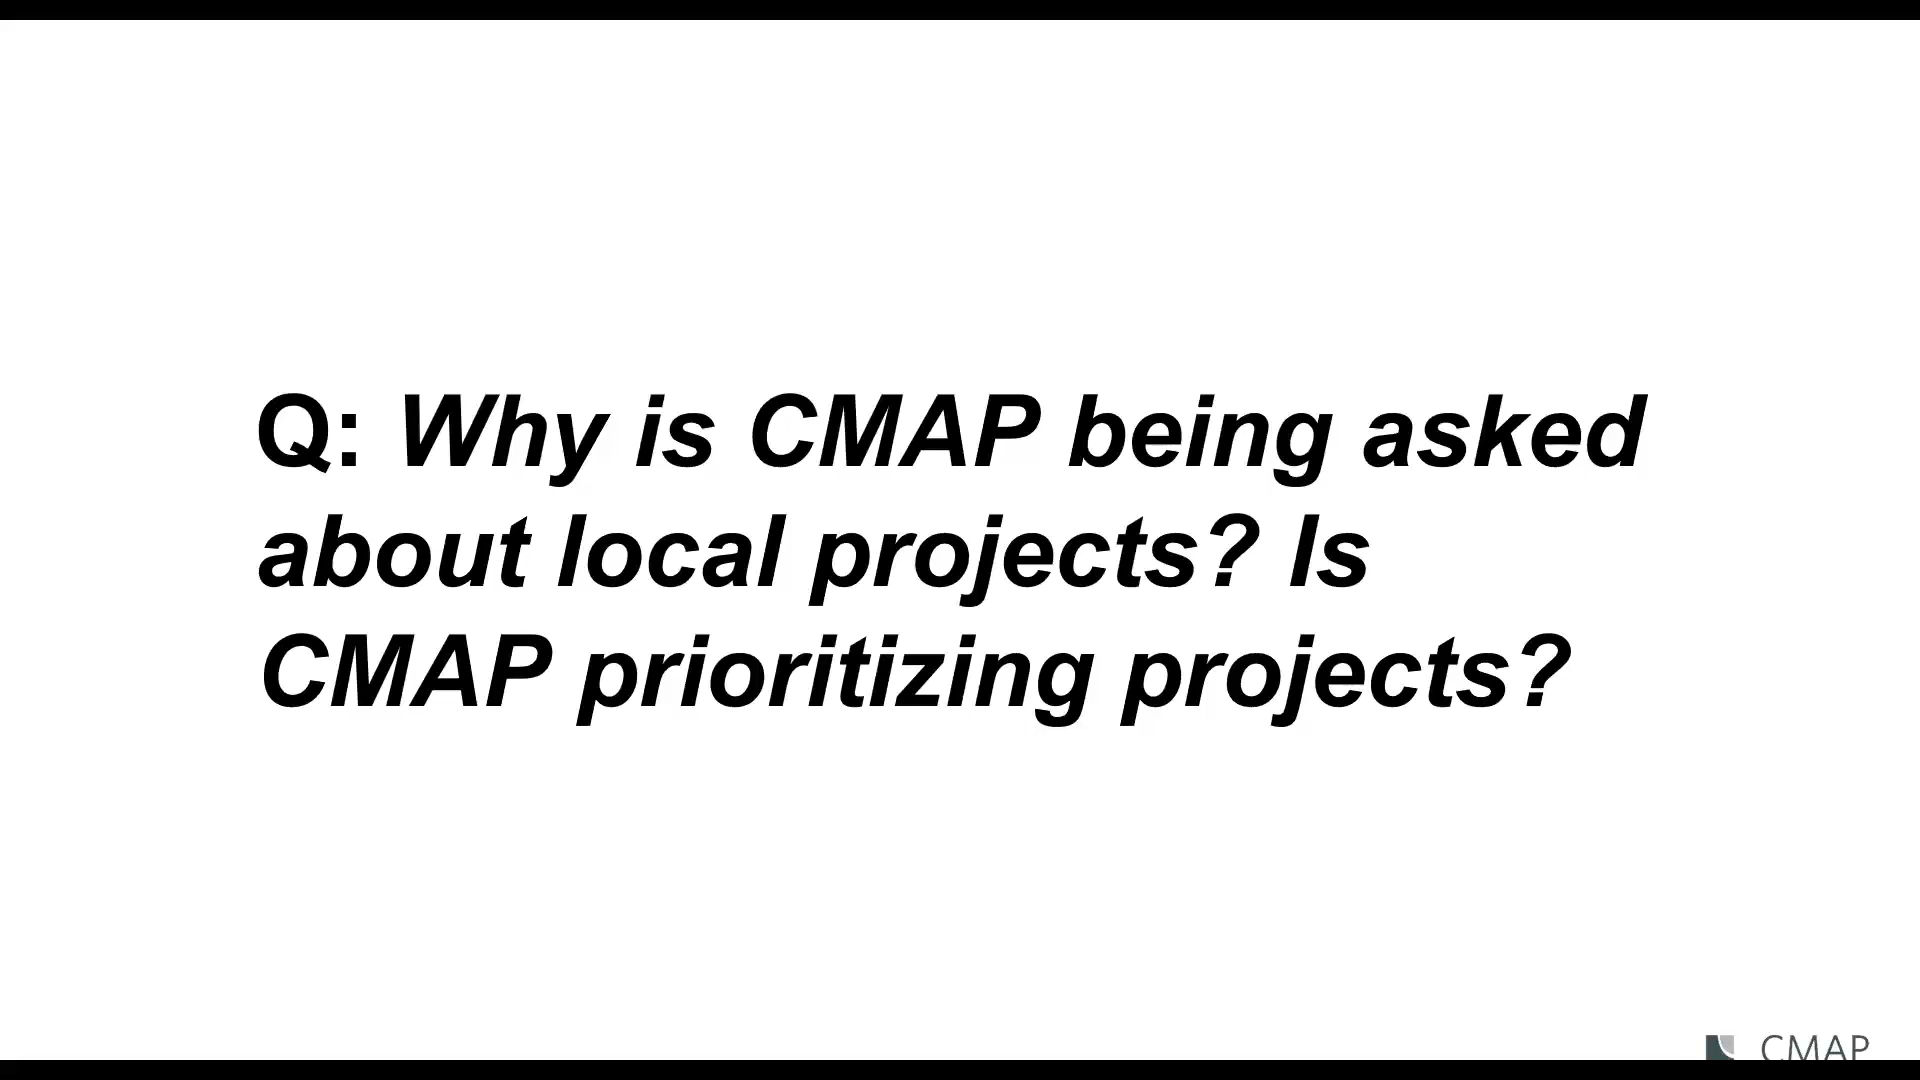 Q: Why is CMAP being asked
about local projects? Is
CMAP prioritizing projects?
CMAP